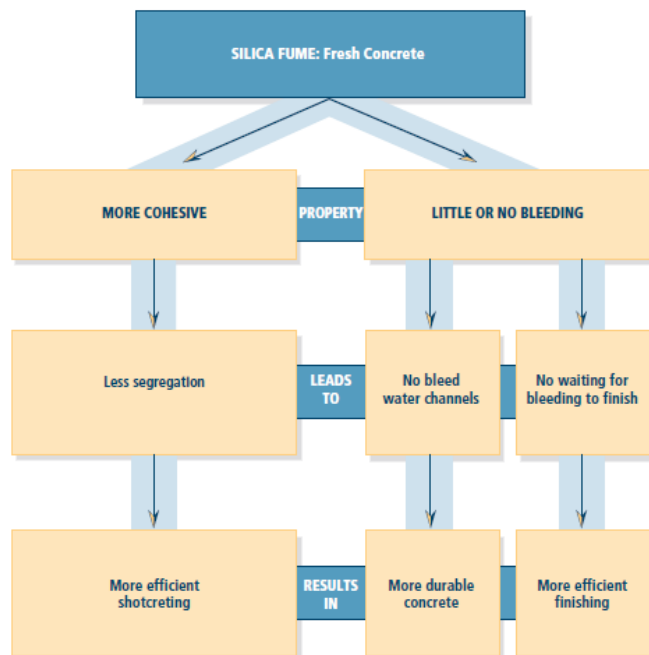 SILICA FUME: Fresh Concrete
MORE COHESIVE
PROPERTY
LITTLE OR NO BLEEDING
Less segregation
LEADS
TO
No bleed
water channels
No waiting for
bleeding to finish
More efficient
shotcreting
RESULTS
IN
More durable
concrete
More efficient
finishing